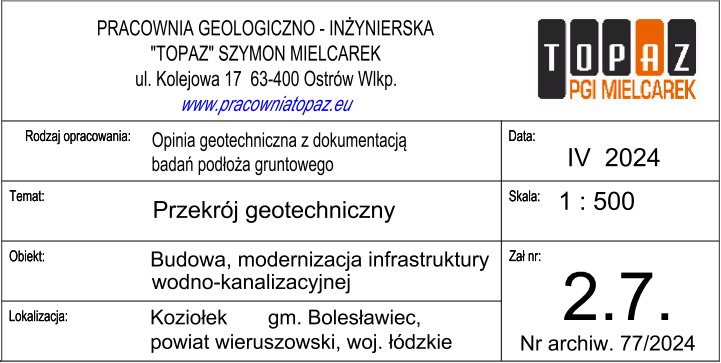 PRACOWNIA GEOLOGICZNO - INŻYNIERSKA
"TOPAZ" SZYMON MIELCAREK
ul. Kolejowa 17 63-400 Ostrów Wlkp.
www.pracowniatopaz.eu
TOPAZ
PGI MIELCAREK
Rodzaj opracowania: Opinia geotechniczna z dokumentacją
badań podłoża gruntowego
Data:
IV 2024
Temat:
Przekrój geotechniczny
Skala: 1 : 500
Obiekt: Budowa, modernizacja infrastruktury
wodno-kanalizacyjnej
Zał nr:
2.7.
Lokalizacja: Koziołek gm. Bolesławiec,
powiat wieruszowski, woj. łódzkie
Nr archiw. 77/2024